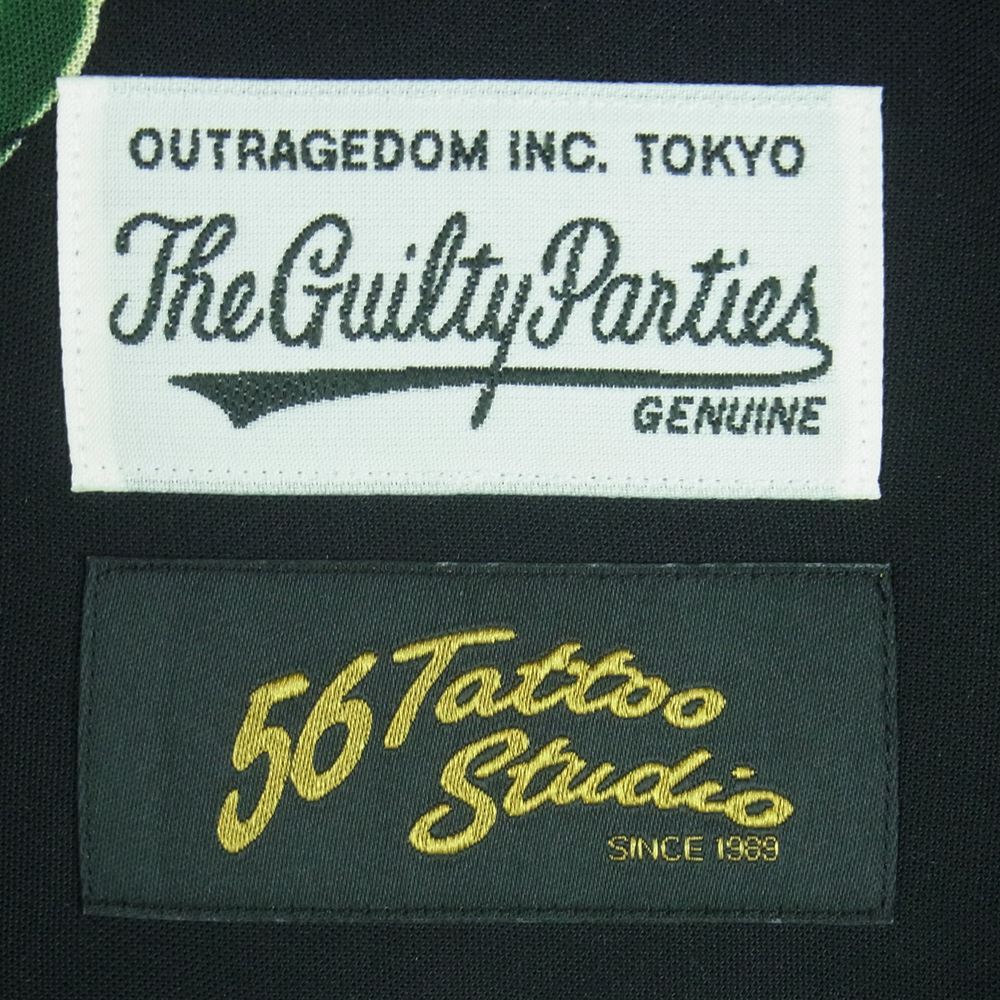 OUTRAGEDOM INC. TOKYO
The Guilty Parties
GENUINE
56 Tattoo
Studio
SINCE 1989